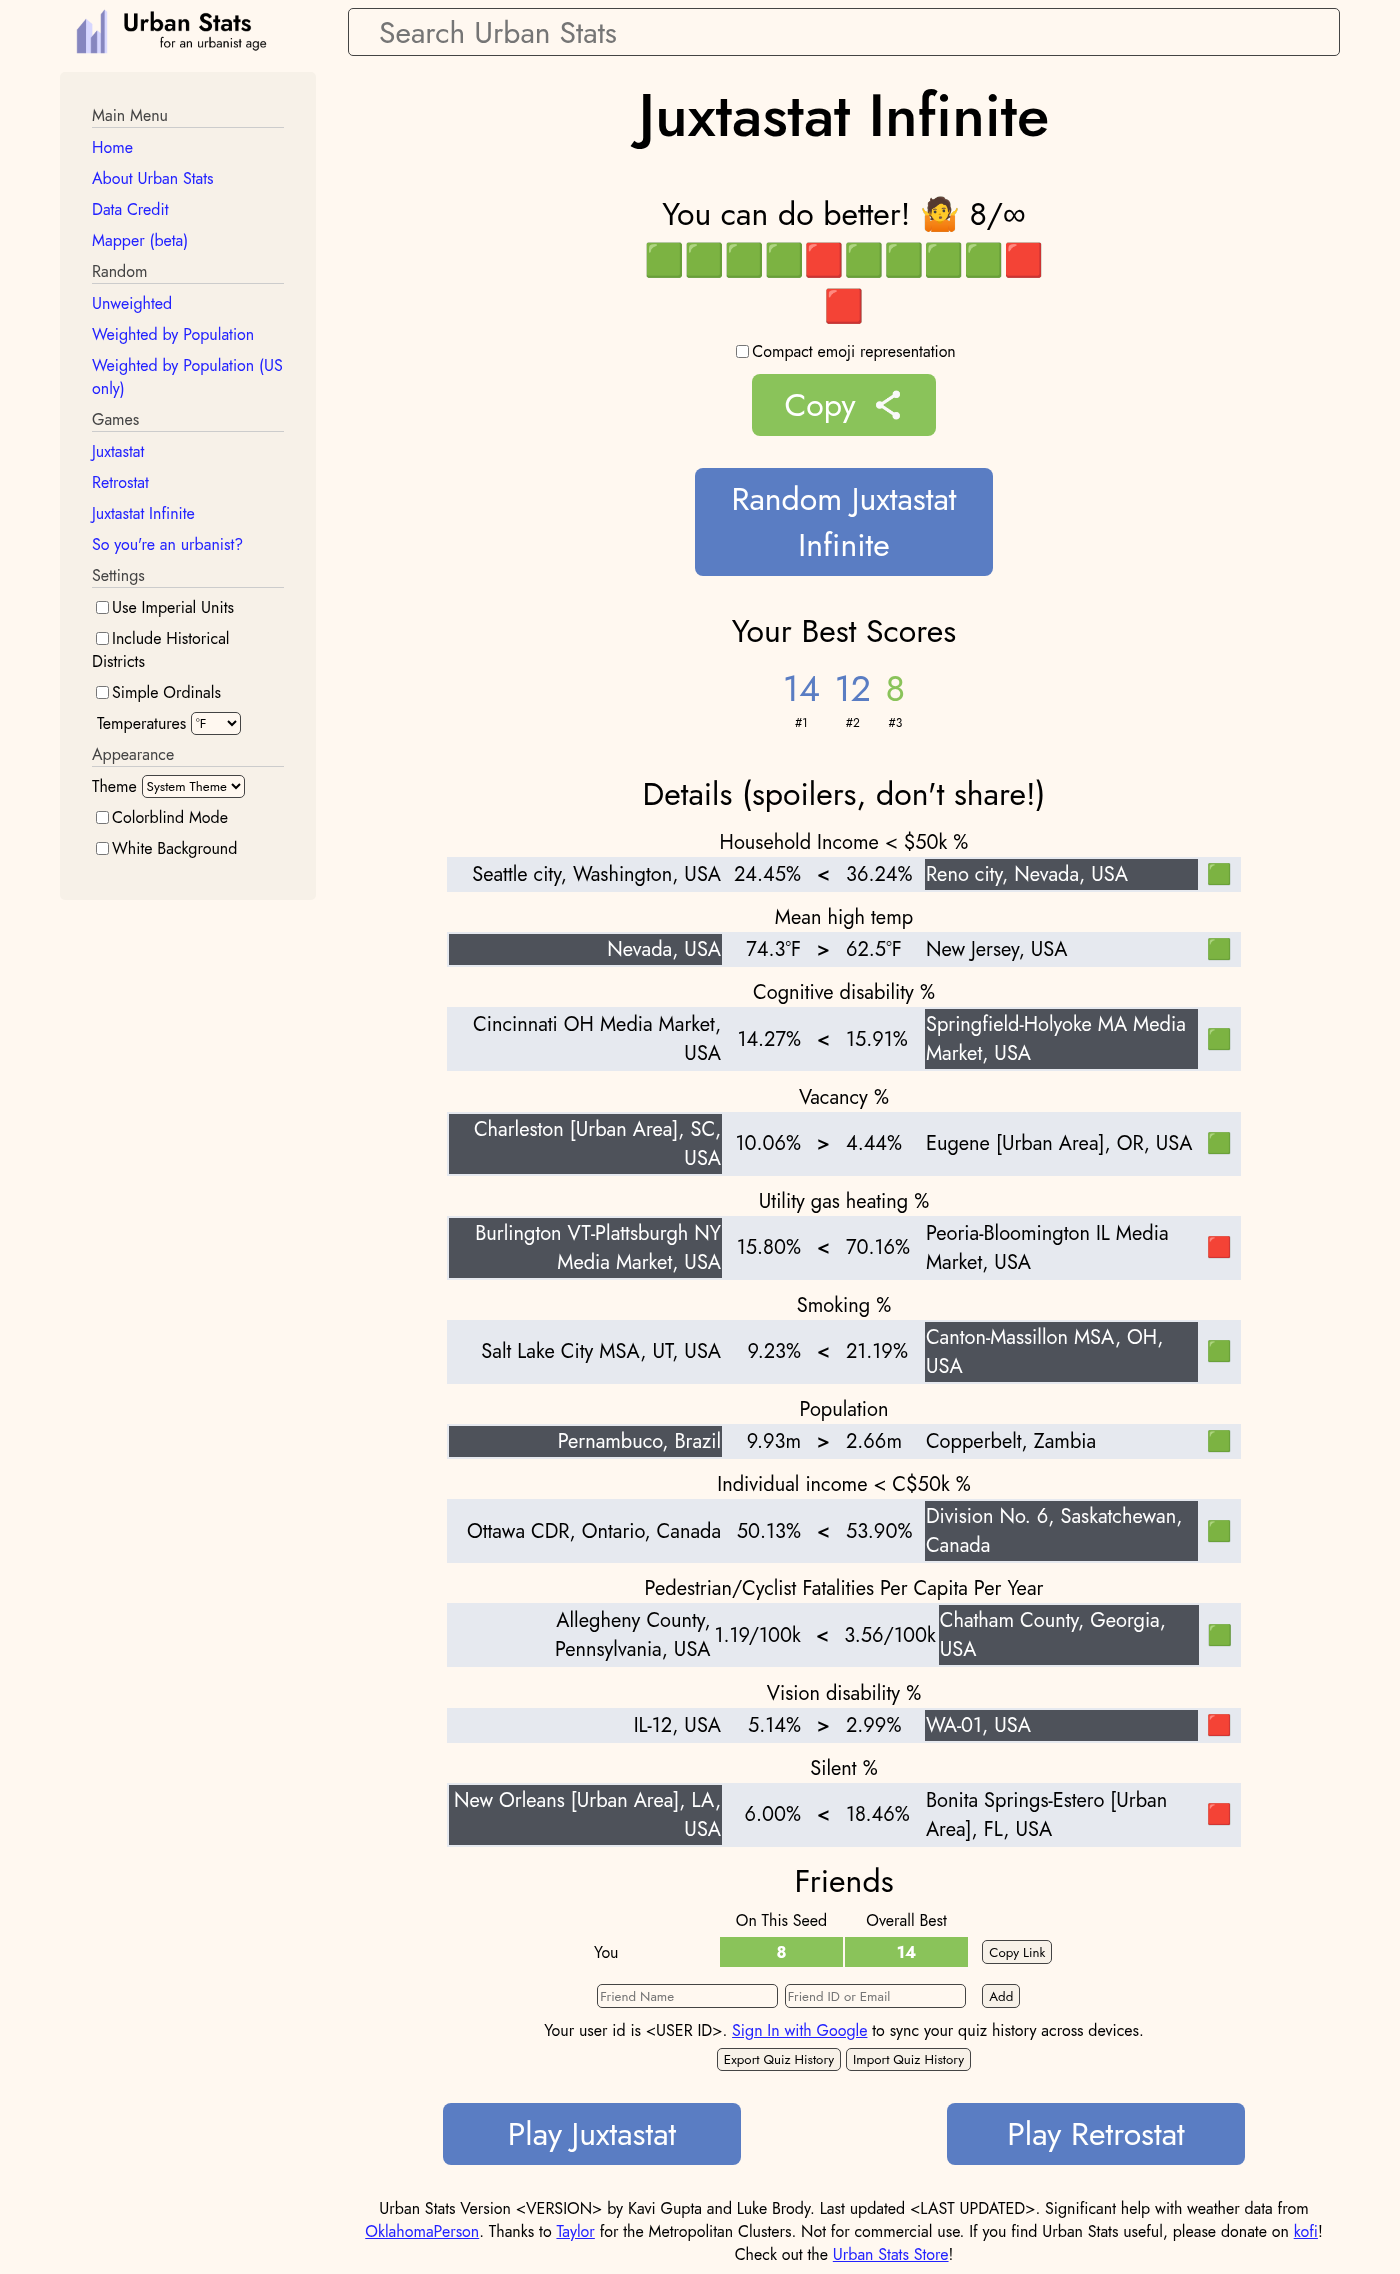 Urban Stats
for an urbanist age
Search Urban Stats
Main Menu
Home
About Urban Stats
Data Credit
Mapper (beta)
Random
Unweighted
Weighted by Population
Weighted by Population (US
only)
Games
Juxtastat
Retrostat
Juxtastat Infinite
So you're an urbanist?
Settings
Use Imperial Units
Include Historical
Districts
Simple Ordinals
Temperatures °F
Appearance
Theme System Theme
Colorblind Mode
White Background
Juxtastat Infinite
You can do better! 🤷 8/∞
🟩🟩🟩🟩🟥🟩🟩🟩🟩🟥
🟥
Compact emoji representation
Copy
Random Juxtastat
Infinite
Your Best Scores
14 12 8
#1 #2 #3
Details (spoilers, don't share!)
Household Income < $50k %
Seattle city, Washington, USA 24.45% < 36.24% Reno city, Nevada, USA 🟩
Mean high temp
Nevada, USA 74.3°F > 62.5°F New Jersey, USA 🟩
Cognitive disability %
Cincinnati OH Media Market,
USA 14.27% < 15.91% Springfield-Holyoke MA Media
Market, USA 🟩
Vacancy %
Charleston [Urban Area], SC,
USA 10.06% > 4.44% Eugene [Urban Area], OR, USA 🟩
Utility gas heating %
Burlington VT-Plattsburgh NY
Media Market, USA 15.80% < 70.16% Peoria-Bloomington IL Media
Market, USA 🟥
Smoking %
Salt Lake City MSA, UT, USA 9.23% < 21.19% Canton-Massillon MSA, OH,
USA 🟩
Population
Pernambuco, Brazil 9.93m > 2.66m Copperbelt, Zambia 🟩
Individual income < C$50k %
Ottawa CDR, Ontario, Canada 50.13% < 53.90% Division No. 6, Saskatchewan,
Canada 🟩
Pedestrian/Cyclist Fatalities Per Capita Per Year
Allegheny County,
Pennsylvania, USA 1.19/100k < 3.56/100k Chatham County, Georgia,
USA 🟩
Vision disability %
IL-12, USA 5.14% > 2.99% WA-01, USA 🟥
Silent %
New Orleans [Urban Area], LA,
USA 6.00% < 18.46% Bonita Springs-Estero [Urban
Area], FL, USA 🟥
Friends
On This Seed Overall Best
You 8 14 Copy Link
Friend Name Friend ID or Email Add
Your user id is <USER ID>. Sign In with Google to sync your quiz history across devices.
Export Quiz History Import Quiz History
Play Juxtastat Play Retrostat
Urban Stats Version <VERSION> by Kavi Gupta and Luke Brody. Last updated <LAST UPDATED>. Significant help with weather data from
OklahomaPerson. Thanks to Taylor for the Metropolitan Clusters. Not for commercial use. If you find Urban Stats useful, please donate on kofi!
Check out the Urban Stats Store!